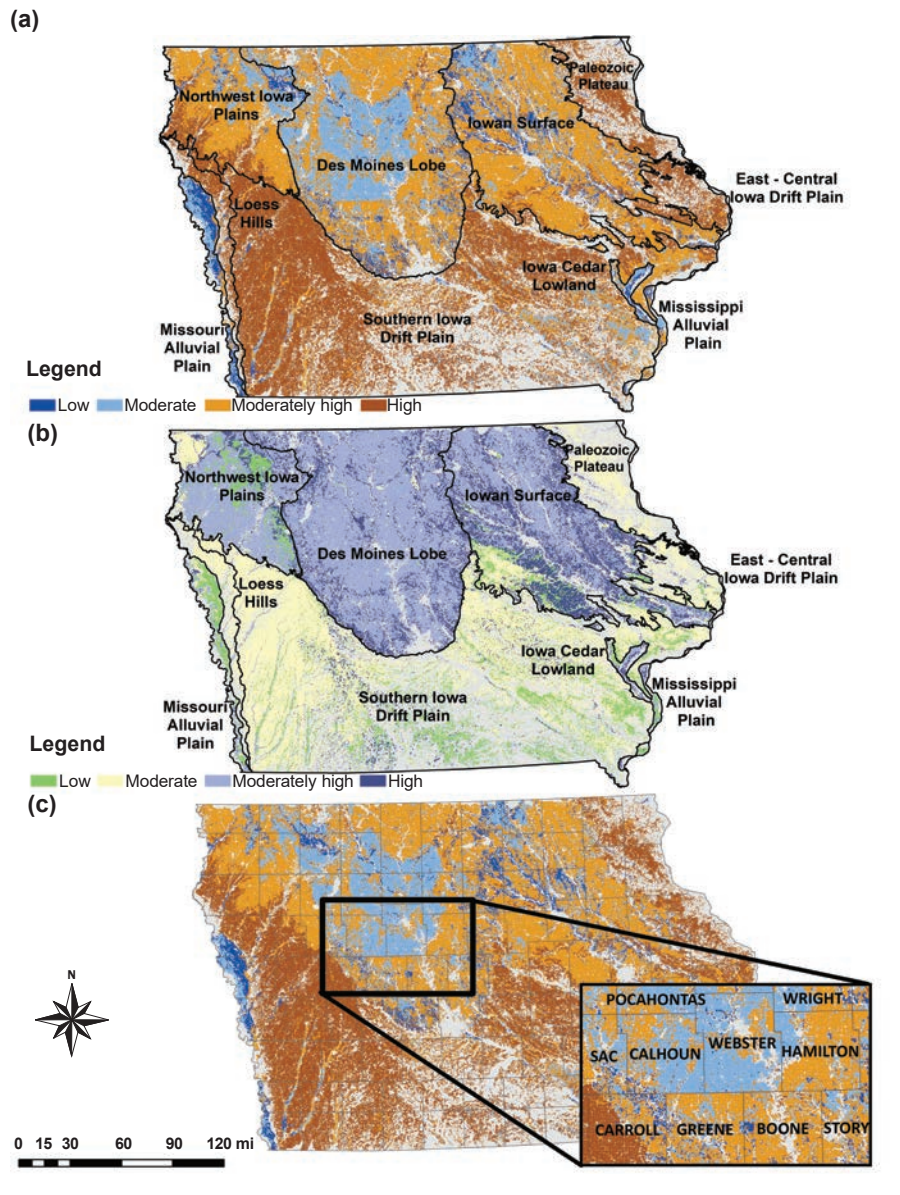 (a)
Paleozoic
Plateau
Northwest Iowa
Plains
Iowan Surface
Des Moines Lobe
East - Central
Iowa Drift Plain
Loess
Hills
Iowa Cedar
Lowland
Mississippi
Alluvial
Plain
Southern Iowa
Drift Plain
Missouri
Alluvial
Plain
Legend
Low Moderate Moderately high High
(b)
Paleozoic
Plateau
Northwest Iowa
Plains
Iowan Surface
Des Moines Lobe
East - Central
Iowa Drift Plain
Loess
Hills
Iowa Cedar
Lowland
Mississippi
Alluvial
Plain
Southern Iowa
Drift Plain
Missouri
Alluvial
Plain
Legend
Low Moderate Moderately high High
(c)
N
POCAHONTAS WRIGHT
SAC CALHOUN WEBSTER HAMILTON
CARROLL GREENE BOONE STORY
0 15 30 60 90 120 mi